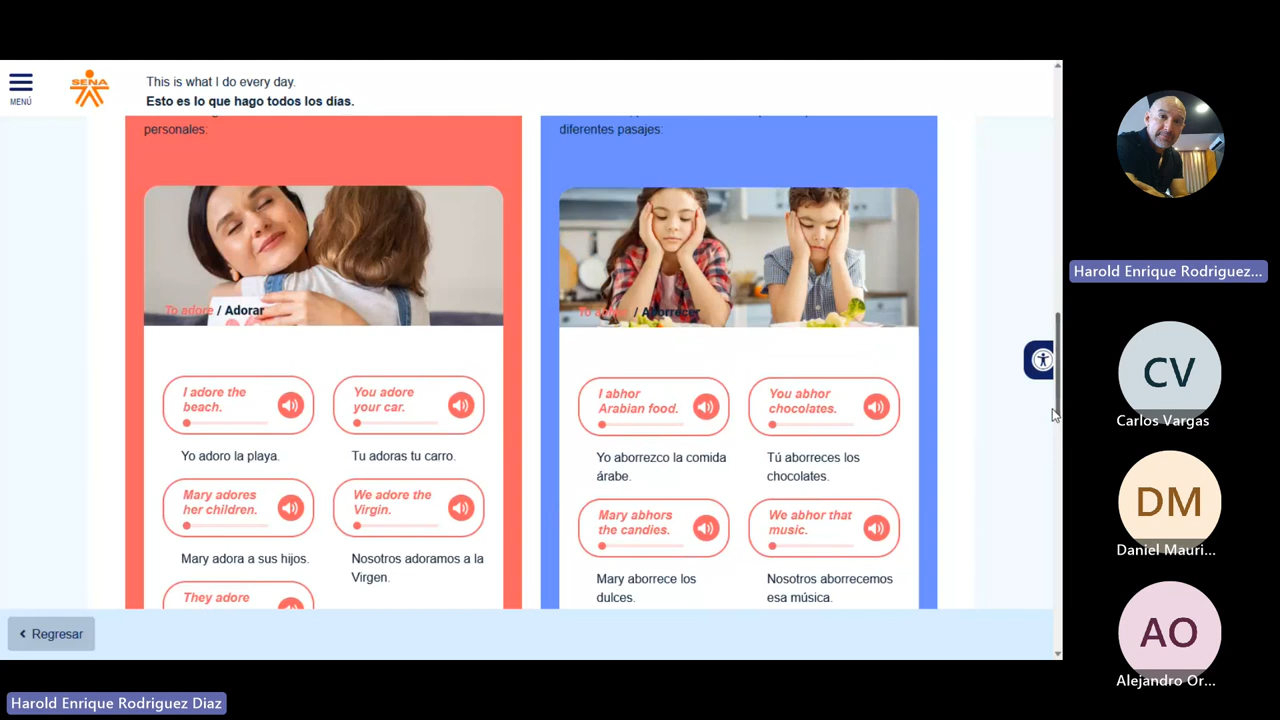 MENÚ
SENA
This is what I do every day.
Esto es lo que hago todos los dias.
personales:
To adore / Adorar
I adore the
beach.
Yo adoro la playa.
You adore
your car.
Tu adoras tu carro.
Mary adores
her children.
Mary adora a sus hijos.
We adore the
Virgin.
Nosotros adoramos a la
Virgen.
They adore
diferentes pasajes:
/ Aborrecer
I abhor
Arabian food.
Yo aborrezco la comida
árabe.
You abhor
chocolates.
Tú aborreces los
chocolates.
Mary abhors
the candies.
Mary aborrece los
dulces.
We abhor that
music.
Nosotros aborrecemos
esa música.
Regresar
Harold Enrique Rodriguez Diaz
Harold Enrique Rodriguez...
CV
Carlos Vargas
DM
Daniel Mauri...
AO
Alejandro Or...